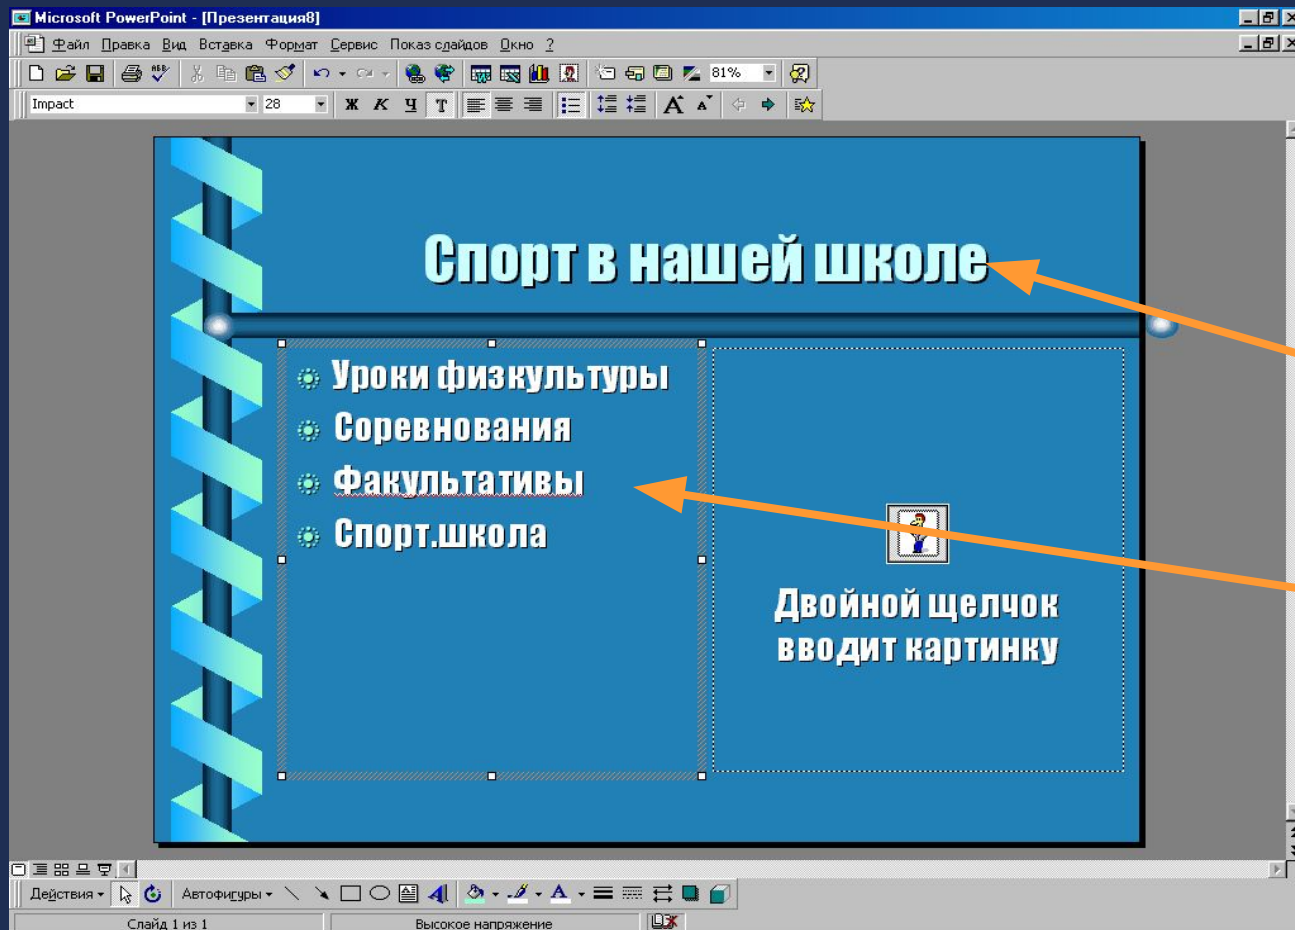 Microsoft PowerPoint - [Презентация8]
Файл Правка Вид Вставка Формат Сервис Показ слайдов Окно ?
81%
Impact 28 Ж К Ч Т
Спорт в нашей школе
Уроки физкультуры
Соревнования
Факультативы
Спорт.школа
Двойной щелчок
вводит картинку
Действия Автофигуры
Слайд 1 из 1 Высокое напряжение